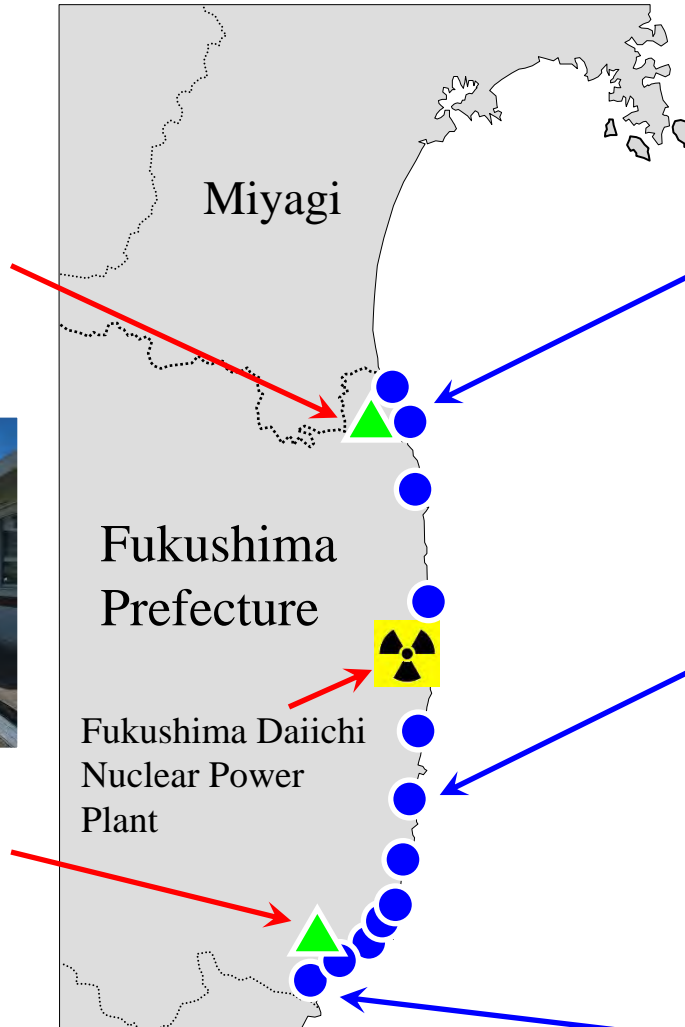 Miyagi
Fukushima
Prefecture
Fukushima Daiichi
Nuclear Power
Plant